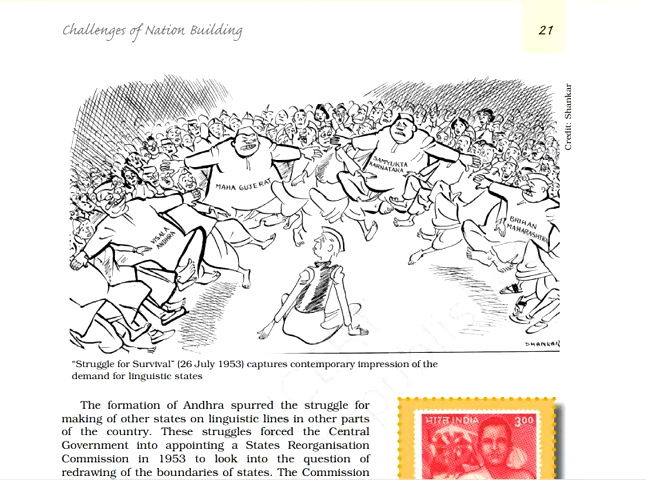 Challenges of Nation Building
21
Credit: Shankar
MAHA GUJERAT
SAMYUKTA
KARNATAKA
VISALA
ANDHRA
BRIHAN
MAHARASHTRA
SHANKAR
"Struggle for Survival" (26 July 1953) captures contemporary impression of the
demand for linguistic states
The formation of Andhra spurred the struggle for
making of other states on linguistic lines in other parts
of the country. These struggles forced the Central
Government into appointing a States Reorganisation
Commission in 1953 to look into the question of
redrawing of the boundaries of states. The Commission
भारत INDIA
3.00